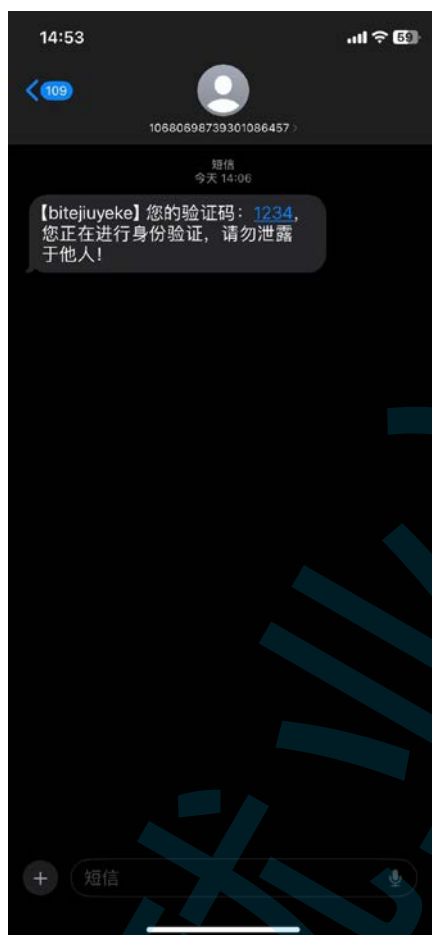 14:53
59
109
10680698739301086457
短信
今天 14:06
【bitejiuyeke】您的验证码：1234，
您正在进行身份验证，请勿泄露
于他人！
短信